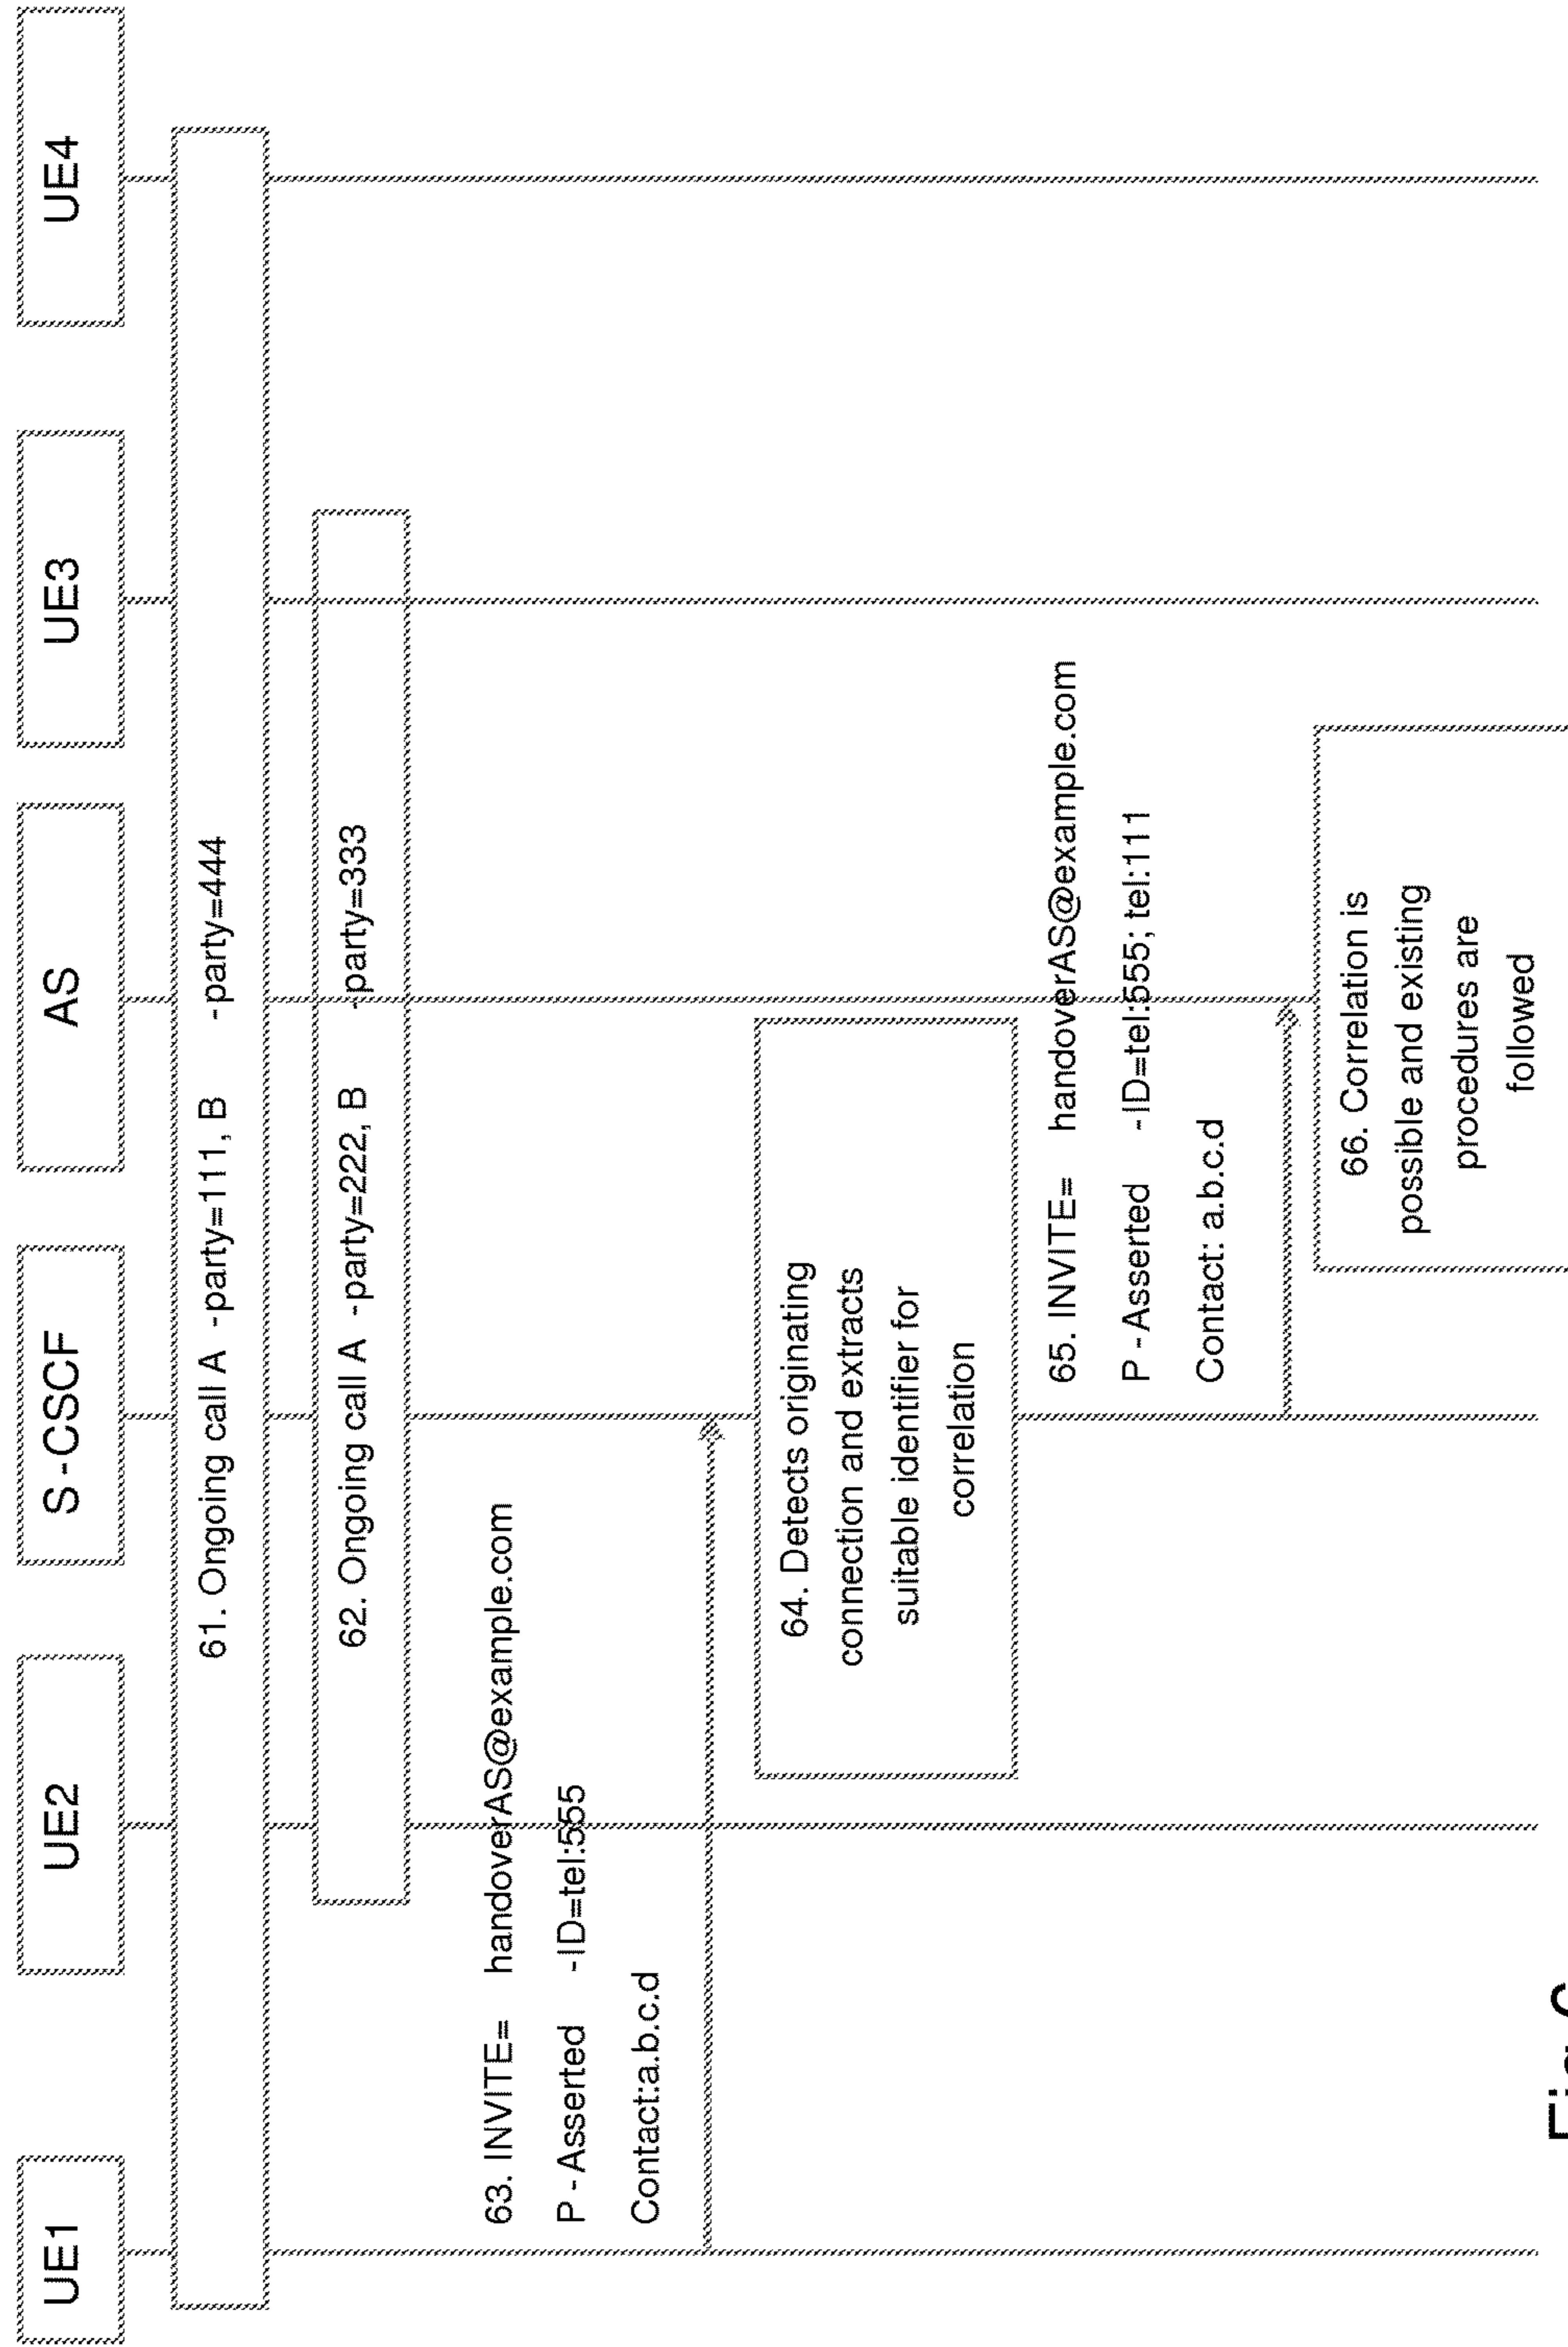 UE1
UE2
S -CSCF
AS
UE3
UE4
61. Ongoing call A -party=111, B -party=444
62. Ongoing call A -party=222, B -party=333
63. INVITE= handoverAS@example.com
P - Asserted -ID=tel:555
Contact:a.b.c.d
64. Detects originating
connection and extracts
suitable identifier for
correlation
65. INVITE= handoverAS@example.com
P - Asserted -ID=tel:555; tel:111
Contact: a.b.c.d
66. Correlation is
possible and existing
procedures are
followed